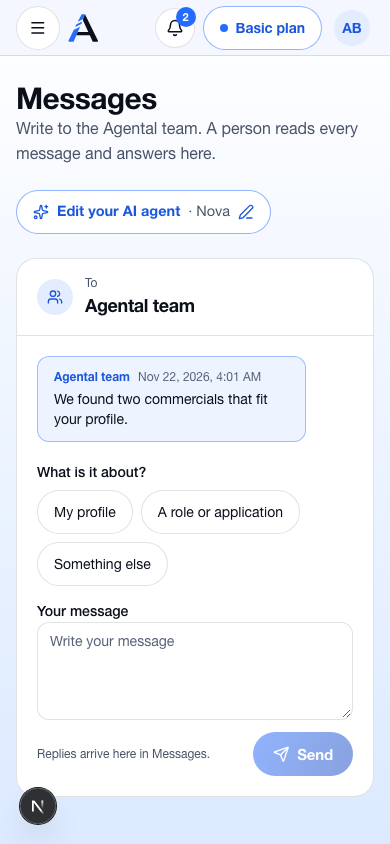 2
Basic plan
AB
Messages
Write to the Agental team. A person reads every
message and answers here.
Edit your AI agent · Nova
To
Agental team
Agental team Nov 22, 2026, 4:01 AM
We found two commercials that fit
your profile.
What is it about?
My profile
A role or application
Something else
Your message
Write your message
Replies arrive here in Messages.
Send
N